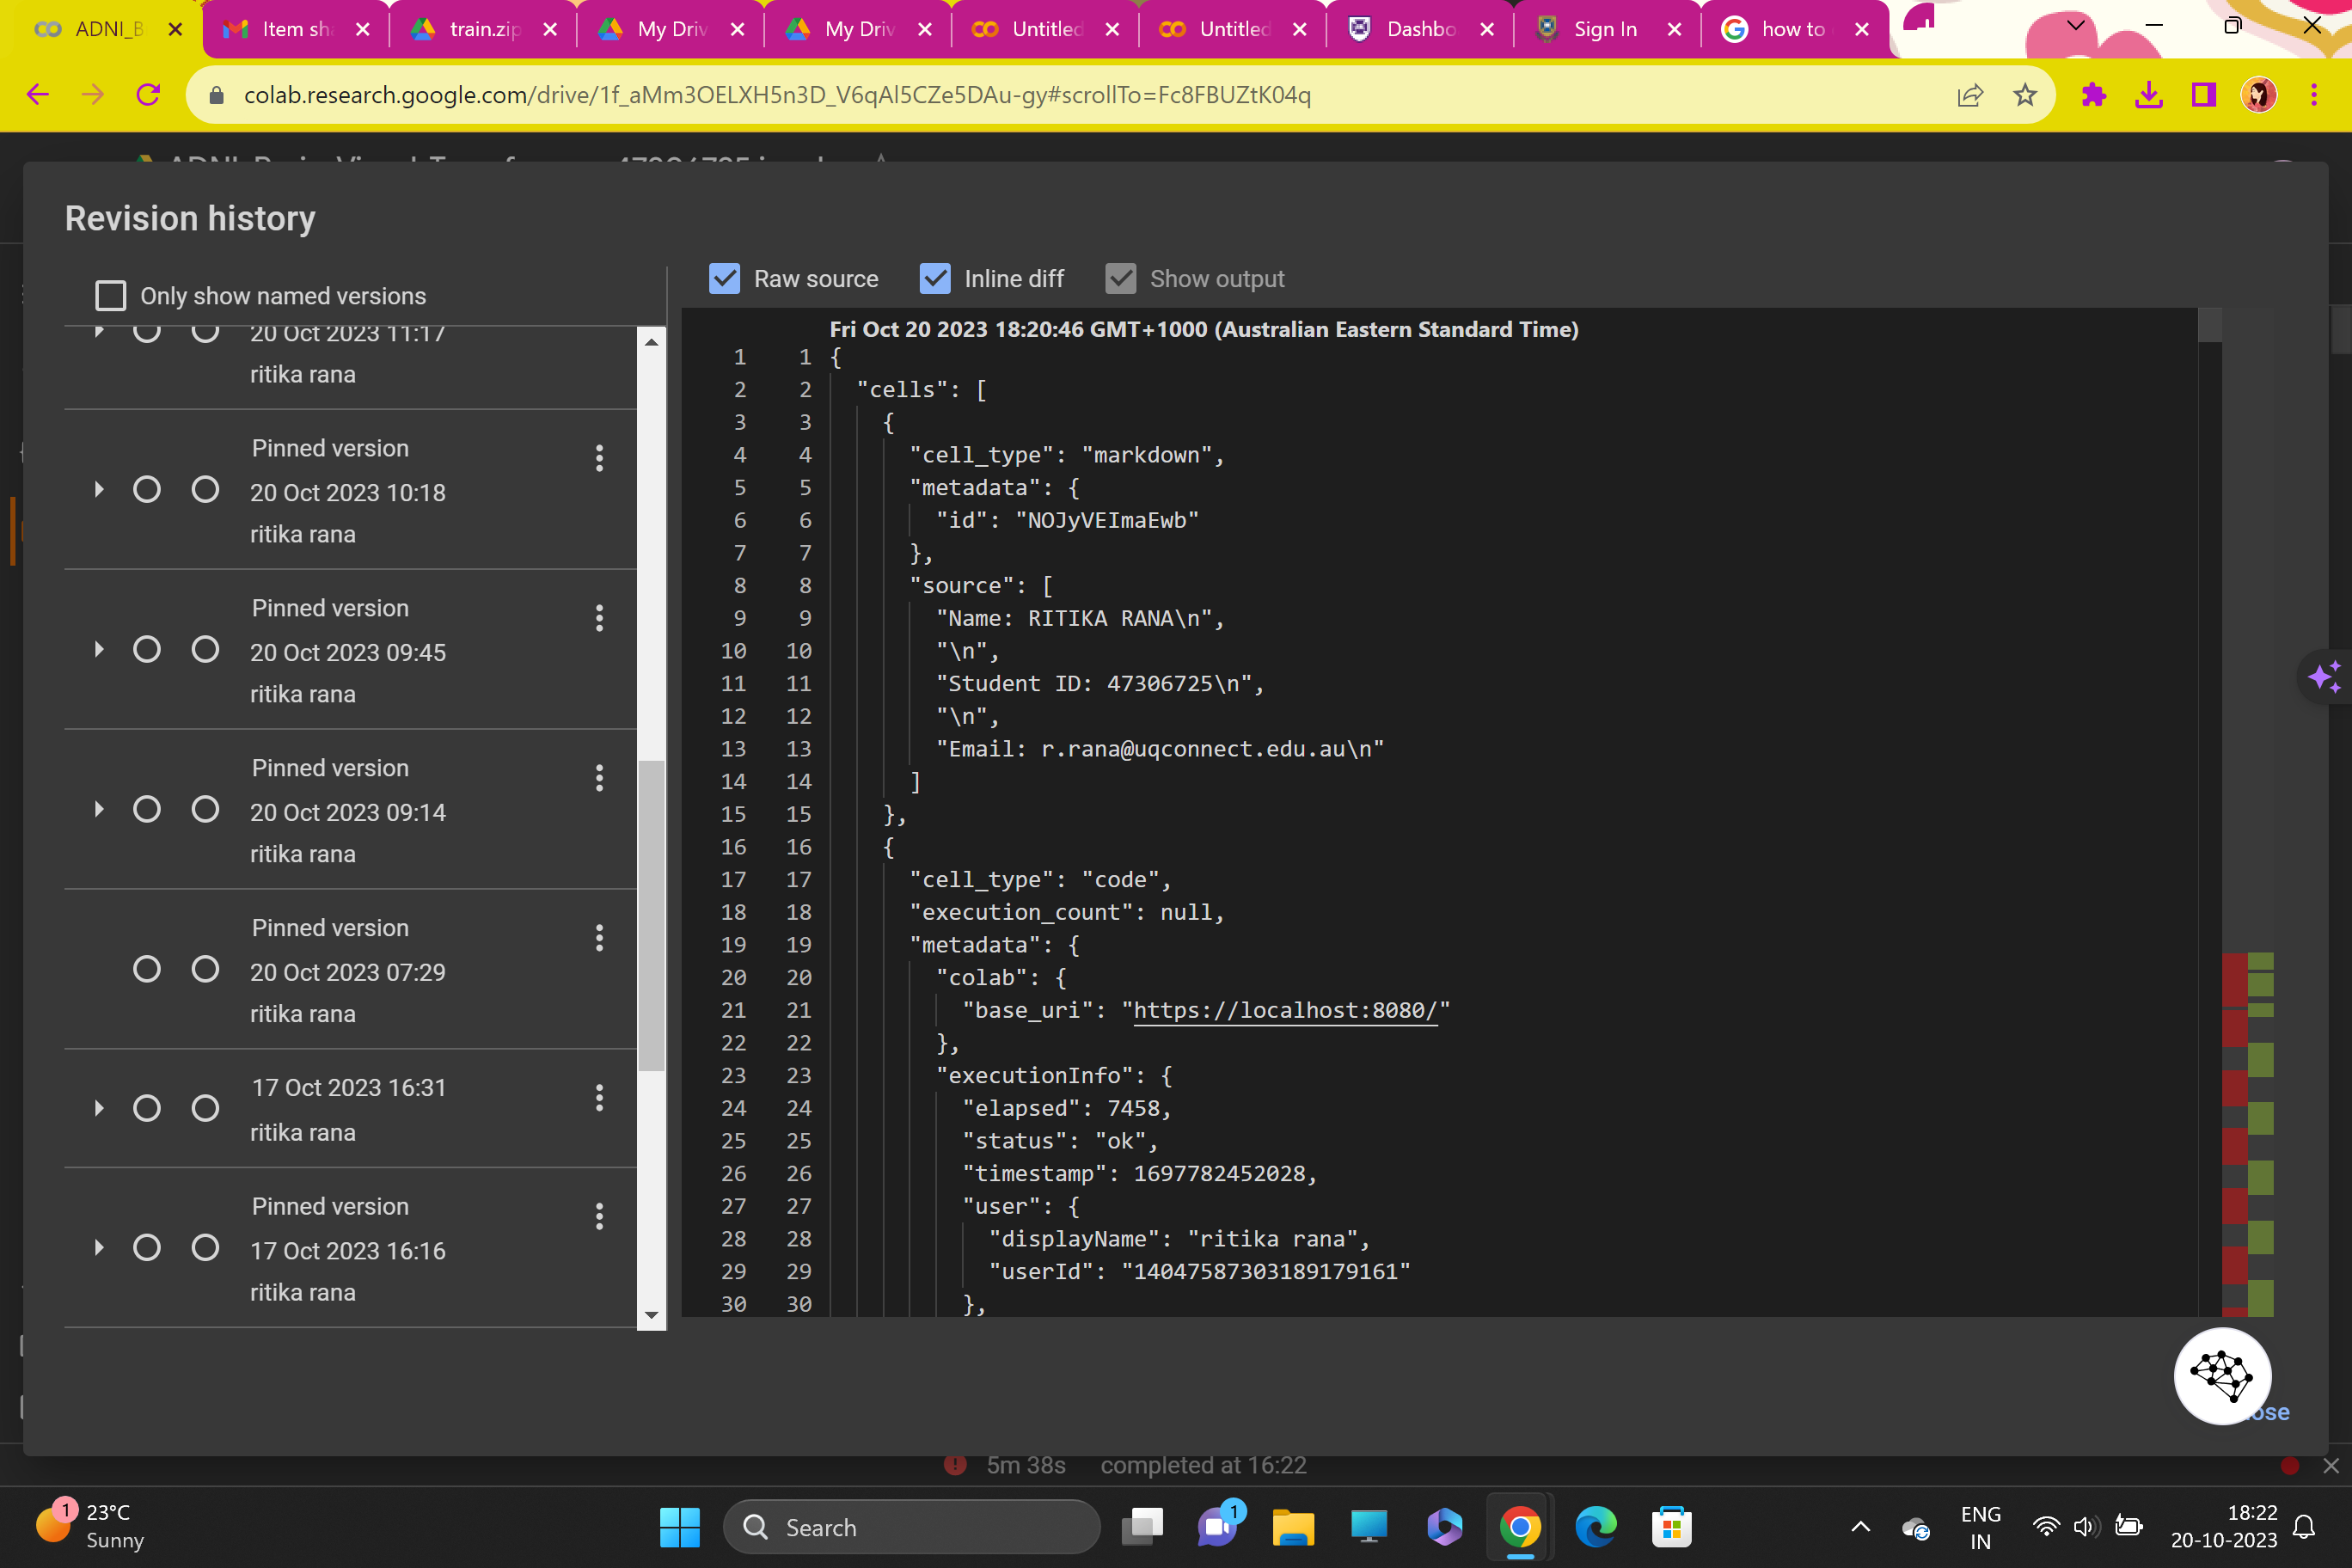 ADNI_B
Item sh
train.zip
My Driv
My Driv
Untitled
Untitled
Dashbo
Sign In
how to
colab.research.google.com/drive/1f_aMm3OELXH5n3D_V6qAl5CZe5DAu-gy#scrollTo=Fc8FBUZtK04q
Revision history
Only show named versions
20 Oct 2023 11:17
ritika rana
Pinned version
20 Oct 2023 10:18
ritika rana
Pinned version
20 Oct 2023 09:45
ritika rana
Pinned version
20 Oct 2023 09:14
ritika rana
Pinned version
20 Oct 2023 07:29
ritika rana
17 Oct 2023 16:31
ritika rana
Pinned version
17 Oct 2023 16:16
ritika rana
Raw source
Inline diff
Show output
Fri Oct 20 2023 18:20:46 GMT+1000 (Australian Eastern Standard Time)
1 1 {
2 2 "cells": [
3 3 {
4 4 "cell_type": "markdown",
5 5 "metadata": {
6 6 "id": "NOJyVEImaEwb"
7 7 },
8 8 "source": [
9 9 "Name: RITIKA RANA\n",
10 10 "\n",
11 11 "Student ID: 47306725\n",
12 12 "\n",
13 13 "Email: r.rana@uqconnect.edu.au\n"
14 14 ]
15 15 },
16 16 {
17 17 "cell_type": "code",
18 18 "execution_count": null,
19 19 "metadata": {
20 20 "colab": {
21 21 "base_uri": "https://localhost:8080/"
22 22 },
23 23 "executionInfo": {
24 24 "elapsed": 7458,
25 25 "status": "ok",
26 26 "timestamp": 1697782452028,
27 27 "user": {
28 28 "displayName": "ritika rana",
29 29 "userId": "14047587303189179161"
30 30 },
ose
5m 38s completed at 16:22
1
23°C
Sunny
Search
1
ENG
IN
18:22
20-10-2023